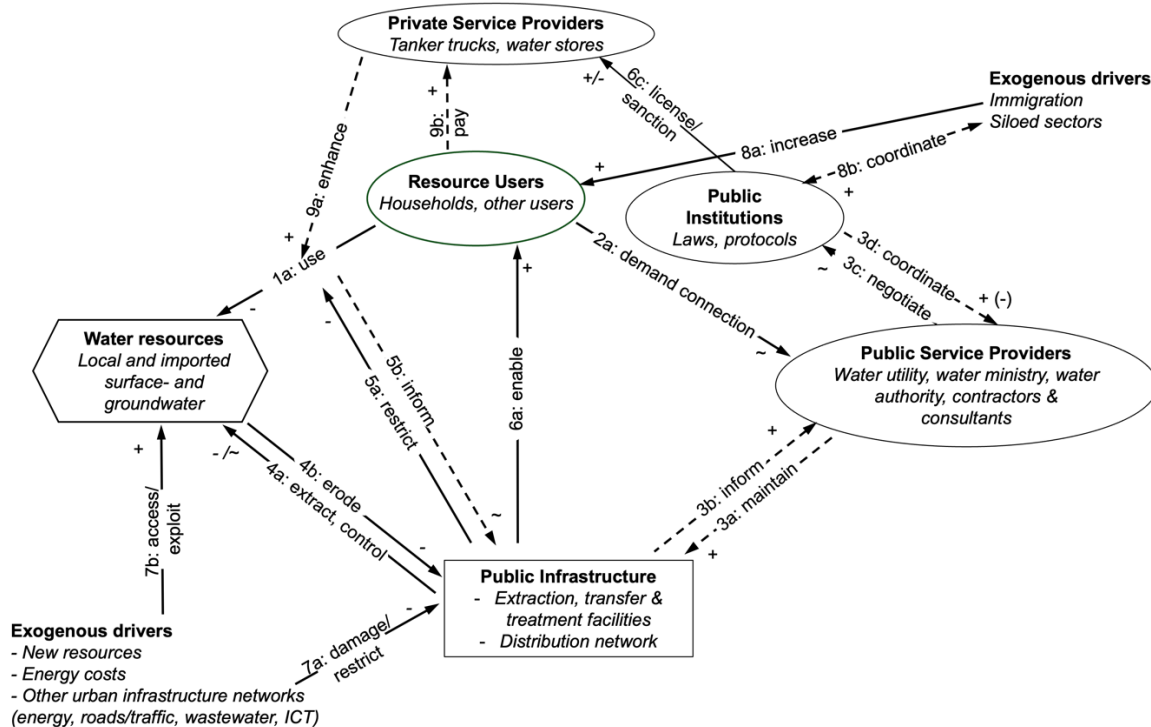 Private Service Providers
Tanker trucks, water stores
+
9b:
pay
+/-
6c: license/
sanction
Exogenous drivers
Immigration
Siloed sectors
8a: increase
+
8b: coordinate
+
9a: enhance
+
Resource Users
Households, other users
Public
Institutions
Laws, protocols
1a: use
-
2a: demand connection
~
3d: coordinate
+ (-)
3c: negotiate
~
Water resources
Local and imported
surface- and
groundwater
-
5a: restrict
5b: inform
~
+
6a: enable
Public Service Providers
Water utility, water ministry, water
authority, contractors &
consultants
+
7b: access/
exploit
- /~
4a: extract, control
4b: erode
-
+
3b: inform
3a: maintain
+
Public Infrastructure
- Extraction, transfer &
treatment facilities
- Distribution network
Exogenous drivers
- New resources
- Energy costs
- Other urban infrastructure networks
(energy, roads/traffic, wastewater, ICT)
7a: damage/
restrict
-